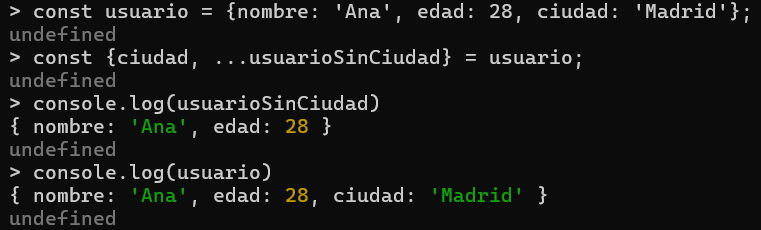 > const usuario = {nombre: 'Ana', edad: 28, ciudad: 'Madrid'};
undefined
> const {ciudad, ...usuarioSinCiudad} = usuario;
undefined
> console.log(usuarioSinCiudad)
{ nombre: 'Ana', edad: 28 }
undefined
> console.log(usuario)
{ nombre: 'Ana', edad: 28, ciudad: 'Madrid' }
undefined